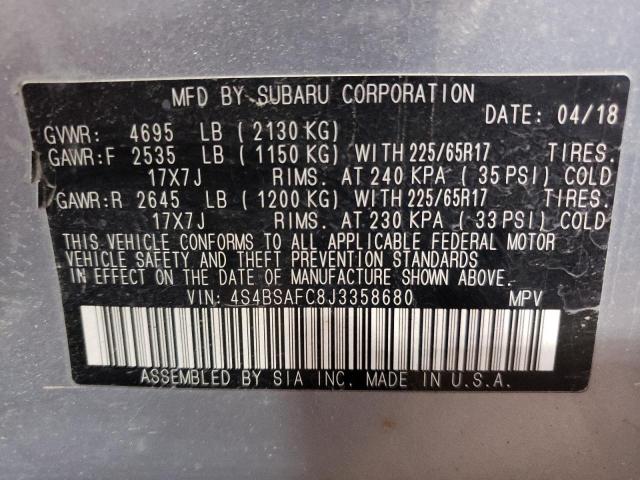 MFD BY SUBARU CORPORATION
DATE: 04/18
GVWR: 4695 LB ( 2130 KG)
GAWR:F 2535 LB ( 1150 KG) WITH 225/65R17 TIRES.
17X7J RIMS. AT 240 KPA ( 35 PSI) COLD
GAWR:R 2645 LB ( 1200 KG) WITH 225/65R17 TIRES.
17X7J RIMS. AT 230 KPA ( 33 PSI) COLD
THIS VEHICLE CONFORMS TO ALL APPLICABLE FEDERAL MOTOR
VEHICLE SAFETY AND THEFT PREVENTION STANDARDS
IN EFFECT ON THE DATE OF MANUFACTURE SHOWN ABOVE.
VIN: 4S4BSAFC8J3358680 MPV
ASSEMBLED BY SIA INC. MADE IN U.S.A.